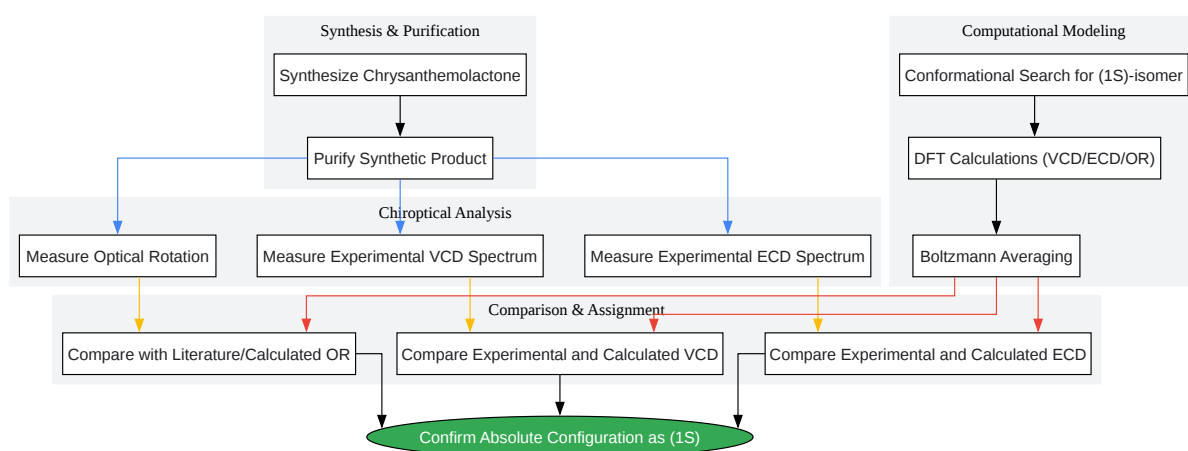 Synthesis & Purification
Synthesize Chrysanthemolactone
Purify Synthetic Product
Computational Modeling
Conformational Search for (1S)-isomer
DFT Calculations (VCD/ECD/OR)
Boltzmann Averaging
Chiroptical Analysis
Measure Optical Rotation
Measure Experimental VCD Spectrum
Measure Experimental ECD Spectrum
Comparison & Assignment
Compare with Literature/Calculated OR
Compare Experimental and Calculated VCD
Compare Experimental and Calculated ECD
Confirm Absolute Configuration as (1S)